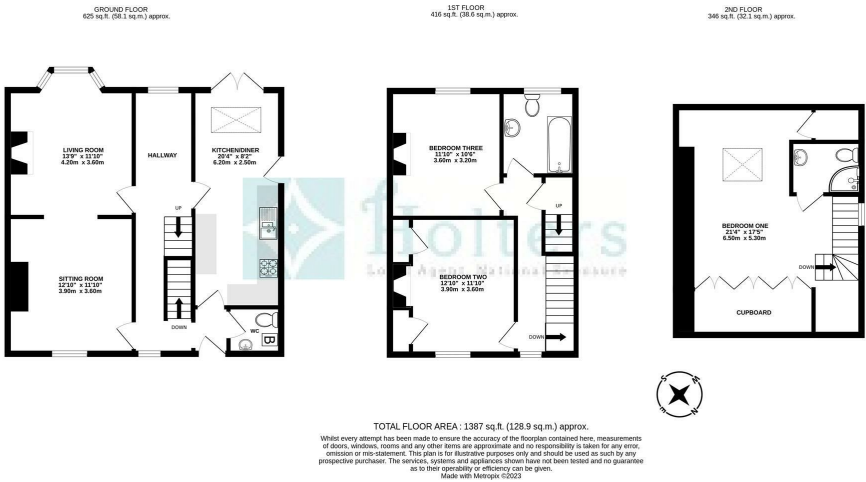 GROUND FLOOR
625 sq.ft. (58.1 sq.m.) approx.
1ST FLOOR
416 sq.ft. (38.6 sq.m.) approx.
2ND FLOOR
346 sq.ft. (32.1 sq.m.) approx.
LIVING ROOM
13'9" x 11'10"
4.20m x 3.60m
HALLWAY
KITCHEN/DINER
20'4" x 8'2"
6.20m x 2.50m
UP
SITTING ROOM
12'10" x 11'10"
3.90m x 3.60m
DOWN
WC
B
BEDROOM THREE
11'10" x 10'6"
3.60m x 3.20m
UP
BEDROOM TWO
12'10" x 11'10"
3.90m x 3.60m
DOWN
BEDROOM ONE
21'4" x 17'5"
6.50m x 5.30m
DOWN
CUPBOARD
Holters
Local Agent, National Exposure
S
W
E
N
TOTAL FLOOR AREA : 1387 sq.ft. (128.9 sq.m.) approx.
Whilst every attempt has been made to ensure the accuracy of the floorplan contained here, measurements
of doors, windows, rooms and any other items are approximate and no responsibility is taken for any error,
omission or mis-statement. This plan is for illustrative purposes only and should be used as such by any
prospective purchaser. The services, systems and appliances shown have not been tested and no guarantee
as to their operability or efficiency can be given.
Made with Metropix ©2023